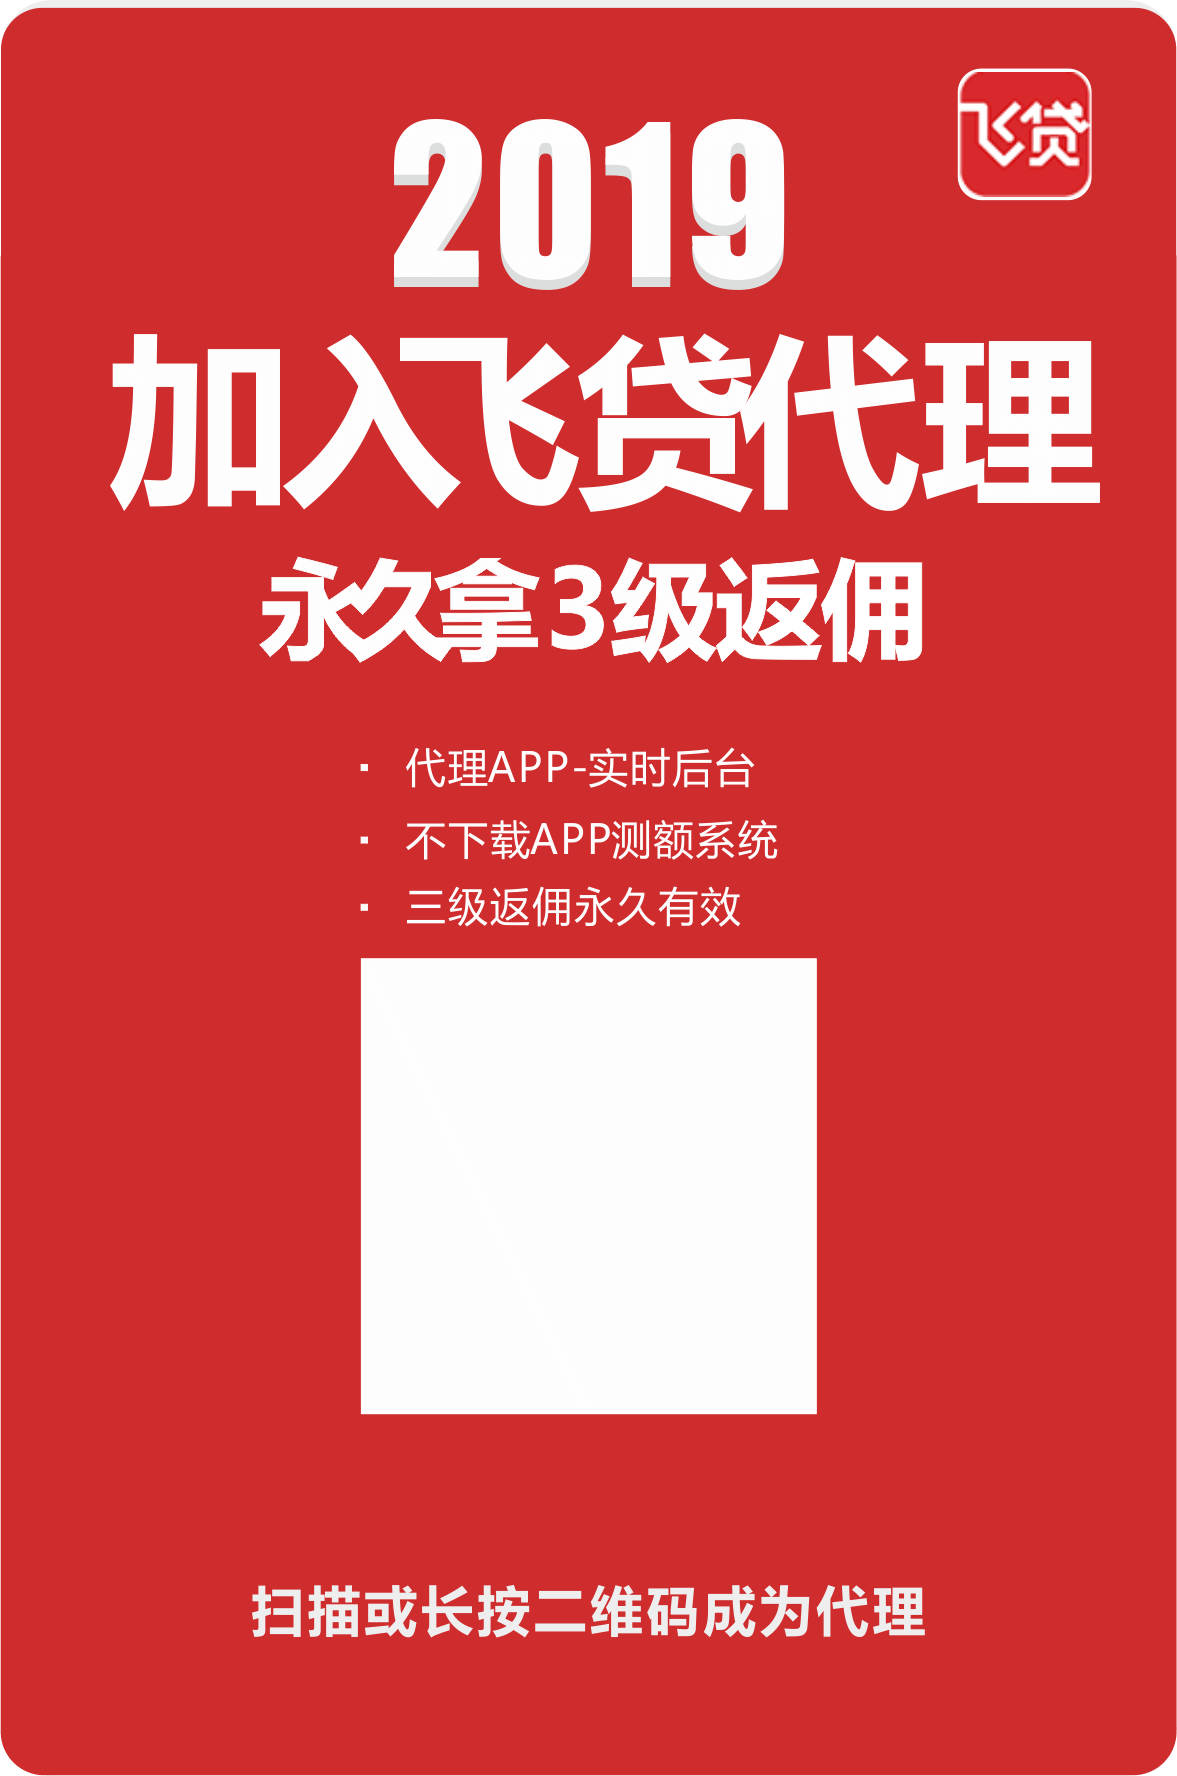 飞贷
2019
加入飞贷代理
永久拿3级返佣
· 代理APP-实时后台
· 不下载APP测额系统
· 三级返佣永久有效
扫描或长按二维码成为代理